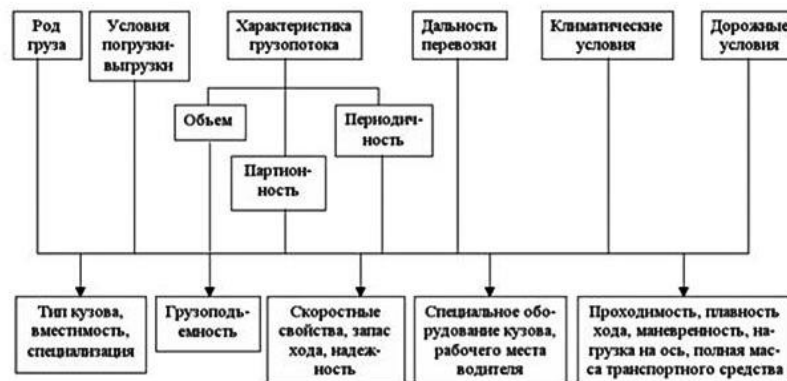 Род
груза
Условия
погрузки-
выгрузки
Характеристика
грузопотока
Дальность
перевозки
Климатические
условия
Дорожные
условия
Объем
Периодич-
ность
Партион-
ность
Тип кузова,
вместимость,
специализация
Грузоподъ-
емность
Скоростные
свойства, запас
хода, надеж-
ность
Специальное обо-
рудование кузова,
рабочего места
водителя
Проходимость, плавность
хода, маневренность, на-
грузка на ось, полная мас-
са транспортного средства